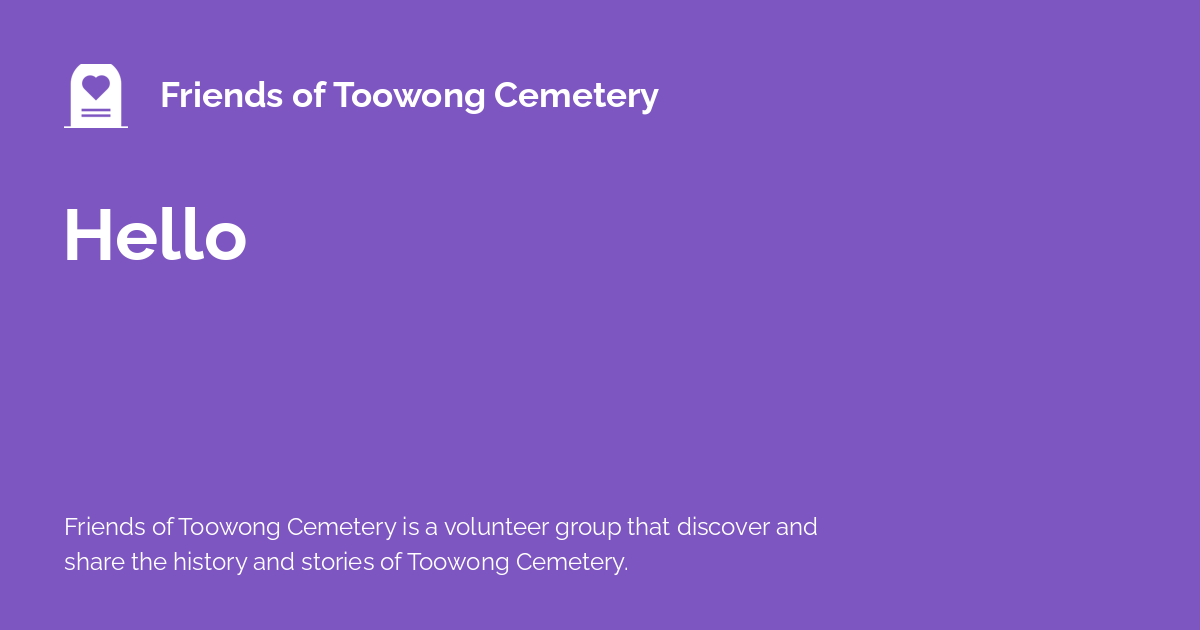 Friends of Toowong Cemetery
Hello
Friends of Toowong Cemetery is a volunteer group that discover and
share the history and stories of Toowong Cemetery.